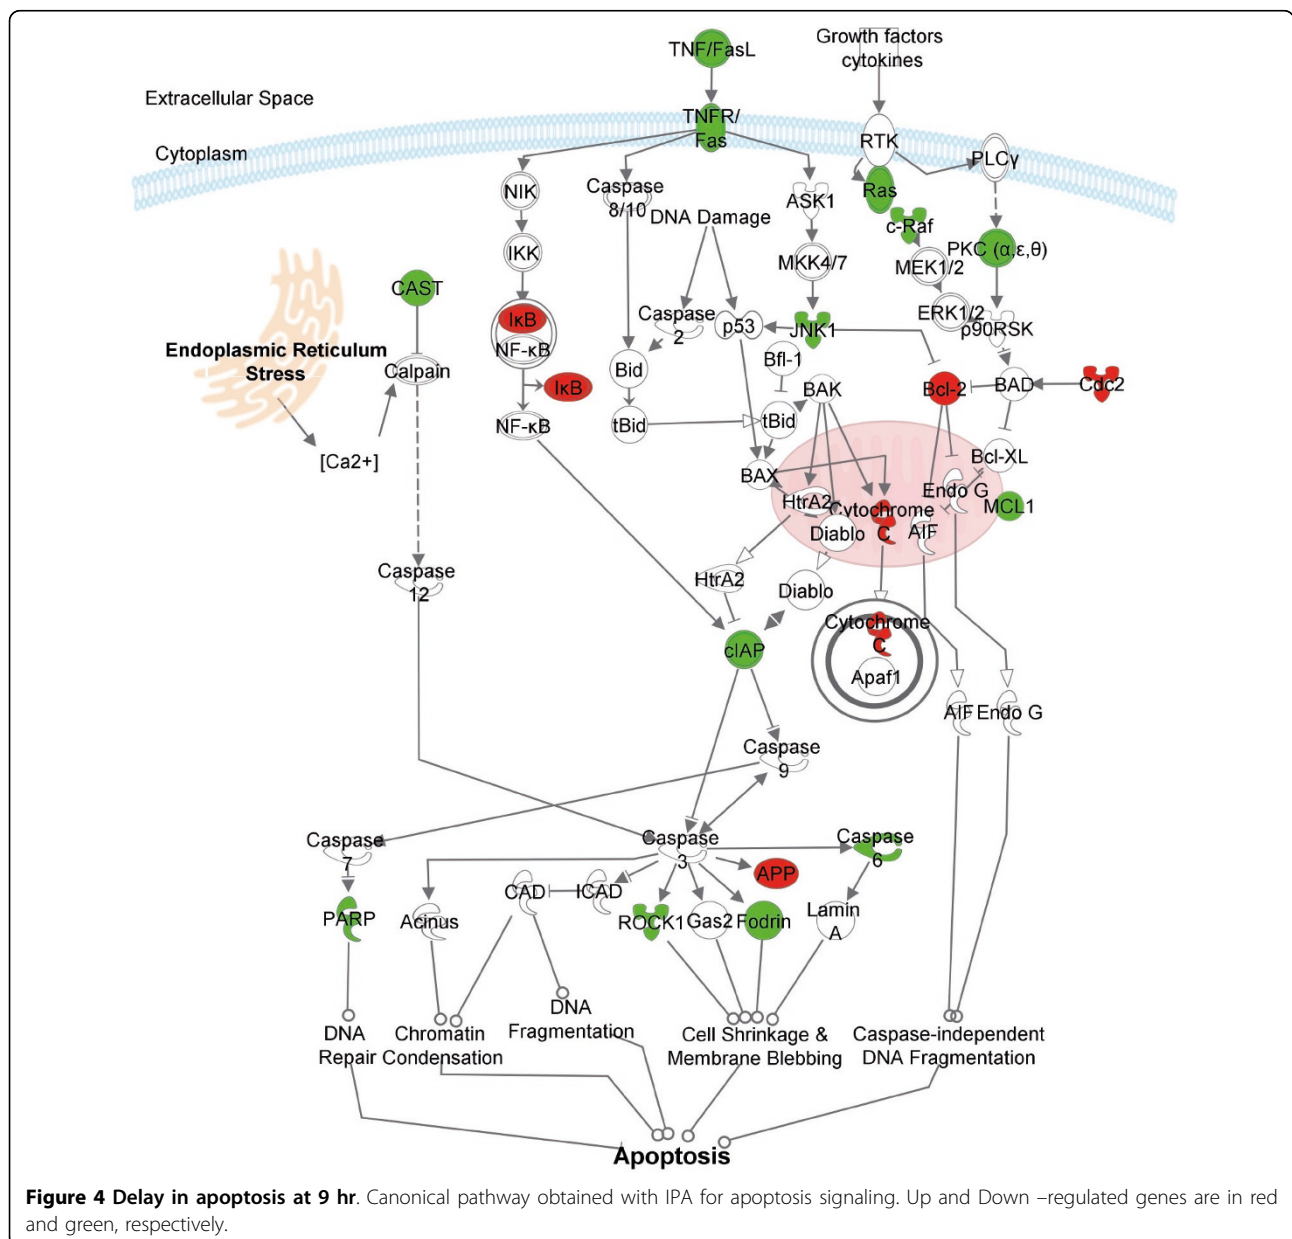 TNF/FasL
Growth factors
cytokines
Extracellular Space
TNFR/
Fas
RTK
PLCγ
Cytoplasm
NIK
Caspase
8/10
ASK1
Ras
c-Raf
DNA Damage
IKK
MKK4/7
MEK1/2
PKC (α,ε,θ)
CAST
IκB
NF-κB
Caspase
2
p53
JNK1
ERK1/2
p90RSK
Endoplasmic Reticulum
Stress
Calpain
Bid
Bfl-1
IκB
BAK
Bcl-2
BAD
Cdc2
NF-κB
tBid
tBid
[Ca2+]
BAX
Bcl-XL
HtrA2
Endo G
MCL1
Cytochrome
C
Diablo
AIF
Caspase
12
HtrA2
Diablo
cIAP
Cytochrome
C
Apaf1
AIF
Endo G
Caspase
9
Caspase
7
Caspase
3
Caspase
6
APP
CAD
ICAD
PARP
Acinus
ROCK1
Gas2
Fodrin
Lamin
A
DNA
Repair
Chromatin
Condensation
DNA
Fragmentation
Cell Shrinkage &
Membrane Blebbing
Caspase-independent
DNA Fragmentation
Apoptosis
Figure 4 Delay in apoptosis at 9 hr. Canonical pathway obtained with IPA for apoptosis signaling. Up and Down –regulated genes are in red
and green, respectively.